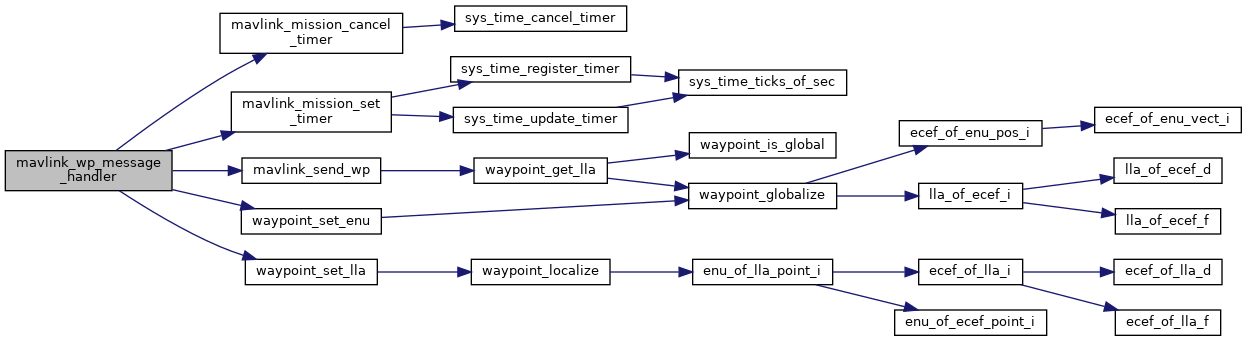 mavlink_wp_message
_handler
mavlink_mission_cancel
_timer
sys_time_cancel_timer
mavlink_mission_set
_timer
sys_time_register_timer
sys_time_ticks_of_sec
sys_time_update_timer
mavlink_send_wp
waypoint_get_lla
waypoint_is_global
waypoint_globalize
ecef_of_enu_pos_i
ecef_of_enu_vect_i
lla_of_ecef_i
lla_of_ecef_d
lla_of_ecef_f
waypoint_set_enu
waypoint_set_lla
waypoint_localize
enu_of_lla_point_i
ecef_of_lla_i
ecef_of_lla_d
ecef_of_lla_f
enu_of_ecef_point_i